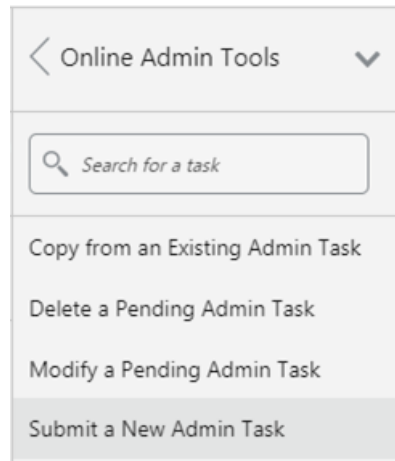 Online Admin Tools
Search for a task
Copy from an Existing Admin Task
Delete a Pending Admin Task
Modify a Pending Admin Task
Submit a New Admin Task